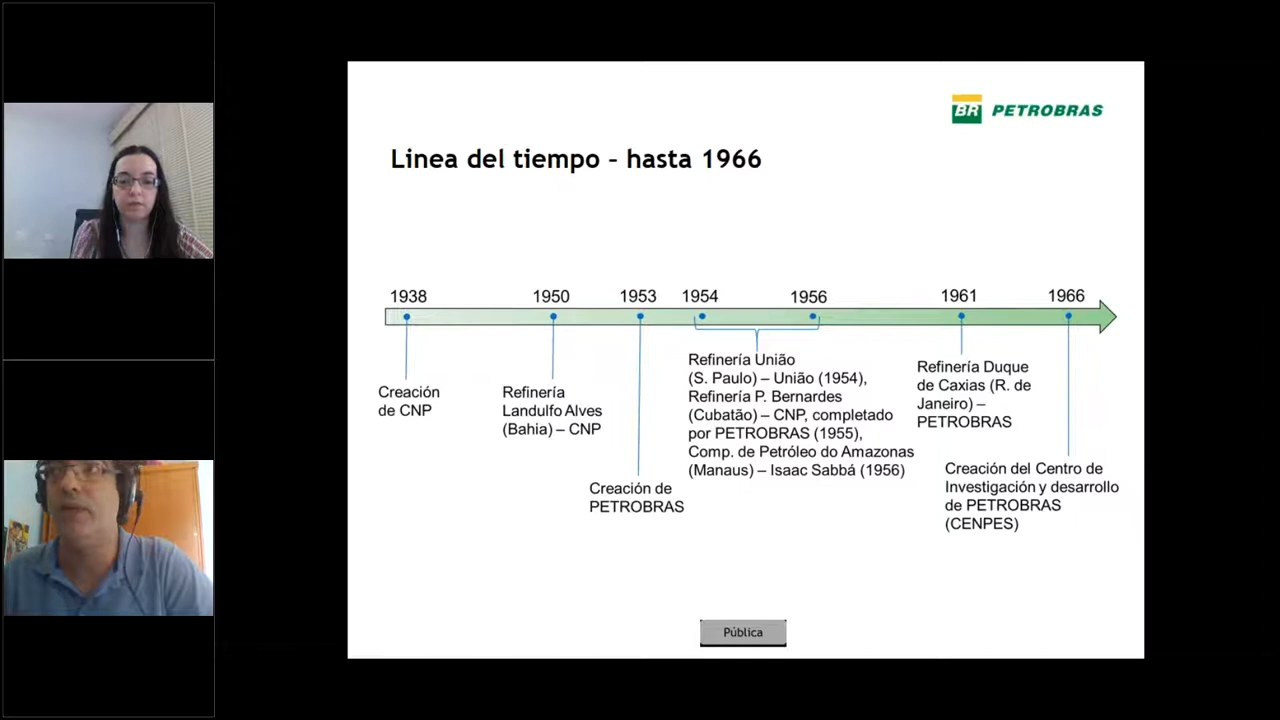 BR PETROBRAS
Linea del tiempo – hasta 1966
1938
1950
1953
1954
1956
1961
1966
Creación
de CNP
Refinería
Landulfo Alves
(Bahia) – CNP
Creación de
PETROBRAS
Refinería União
(S. Paulo) – União (1954),
Refinería P. Bernardes
(Cubatão) – CNP, completado
por PETROBRAS (1955),
Comp. de Petróleo do Amazonas
(Manaus) – Isaac Sabbá (1956)
Refinería Duque
de Caxias (R. de
Janeiro) –
PETROBRAS
Creación del Centro de
Investigación y desarrollo
de PETROBRAS
(CENPES)
Pública